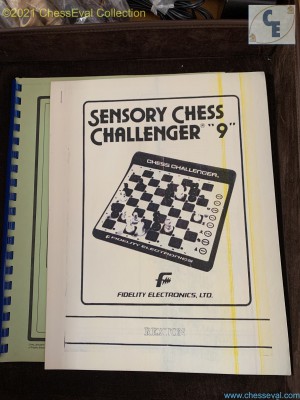 ©2021 ChessEval Collection
CE
SENSORY CHESS
CHALLENGER® "9"
CHESS CHALLENGER
FIDELITY ELECTRONICS
FIDELITY ELECTRONICS, LTD.
www.chesseval.com